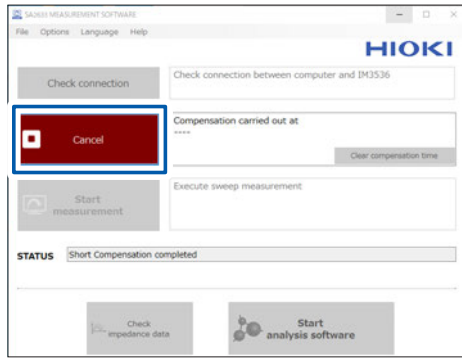 SA2633 MEASUREMENT SOFTWARE
File Options Language Help
HIOKI
Check connection
Check connection between computer and IM3536
Cancel
Compensation carried out at
----
Clear compensation time
Start
measurement
Execute sweep measurement
STATUS Short Compensation completed
Check
impedance data
Start
analysis software